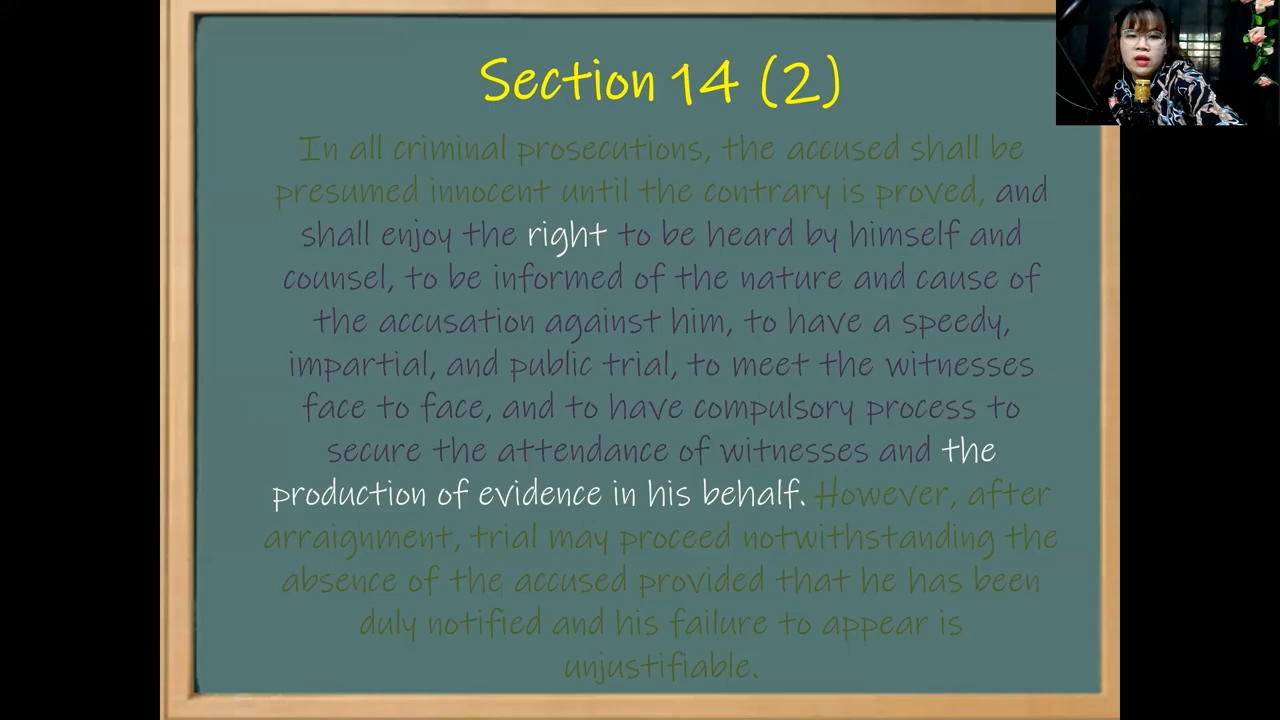 Section 14 (2)
In all criminal prosecutions, the accused shall be
presumed innocent until the contrary is proved, and
shall enjoy the right to be heard by himself and
counsel, to be informed of the nature and cause of
the accusation against him, to have a speedy,
impartial, and public trial, to meet the witnesses
face to face, and to have compulsory process to
secure the attendance of witnesses and the
production of evidence in his behalf. However, after
arraignment, trial may proceed notwithstanding the
absence of the accused provided that he has been
duly notified and his failure to appear is
unjustifiable.